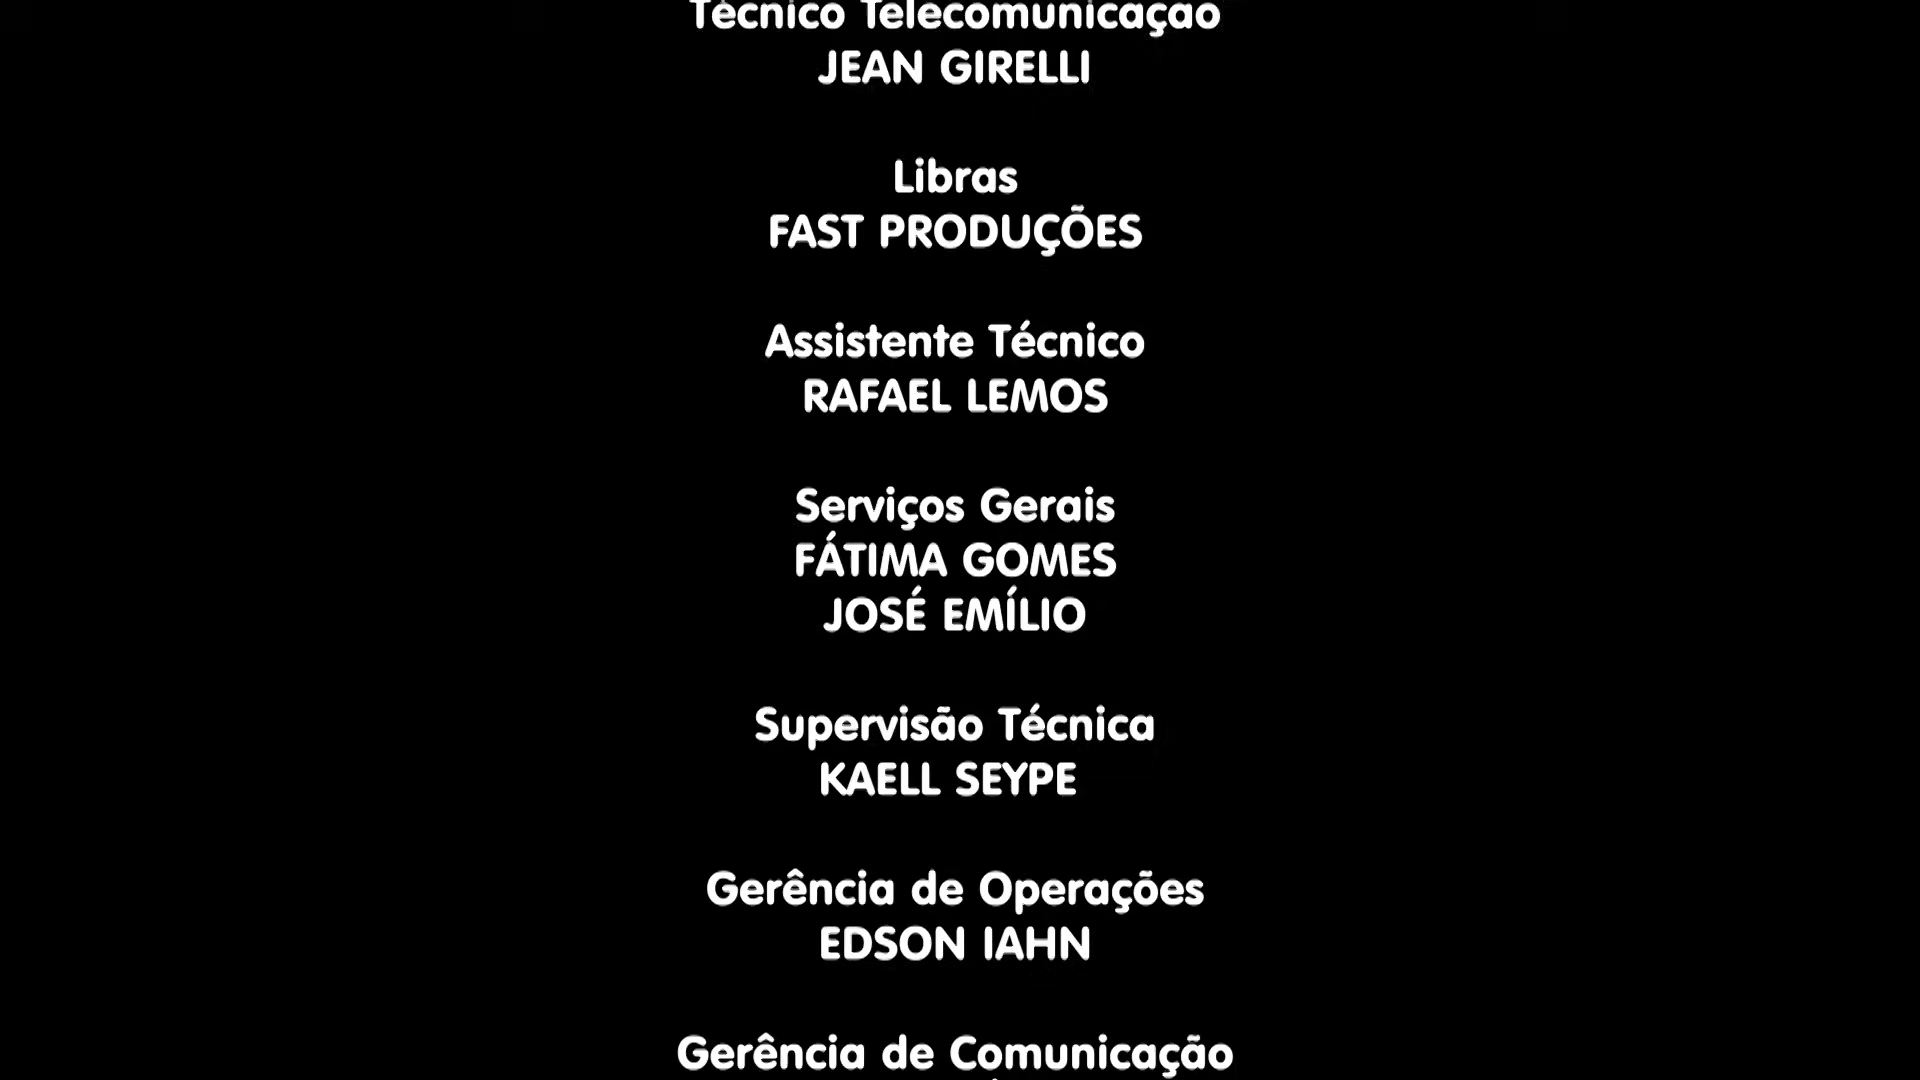 Técnico Telecomunicação
JEAN GIRELLI
Libras
FAST PRODUÇÕES
Assistente Técnico
RAFAEL LEMOS
Serviços Gerais
FÁTIMA GOMES
JOSÉ EMÍLIO
Supervisão Técnica
KAELL SEYPE
Gerência de Operações
EDSON IAHN
Gerência de Comunicação